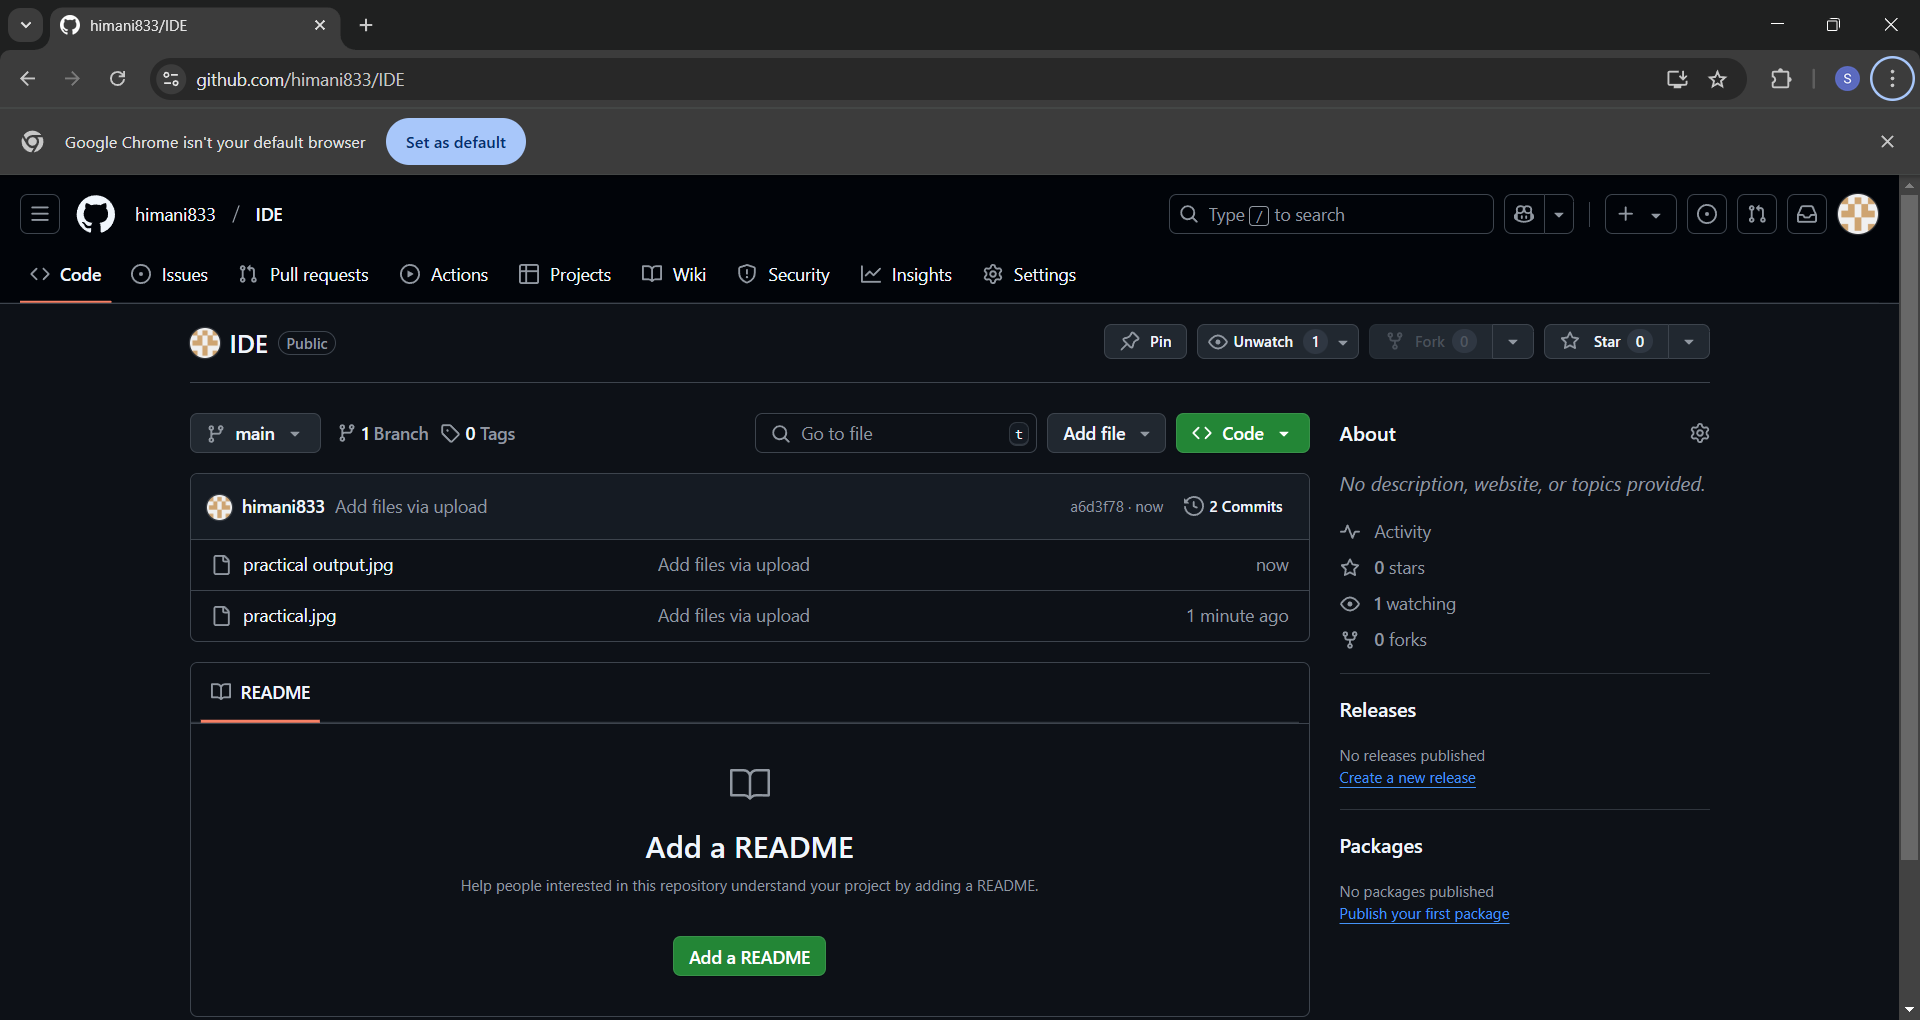 himani833/IDE
github.com/himani833/IDE
S
Google Chrome isn't your default browser
Set as default
himani833 / IDE
Type / to search
Code
Issues
Pull requests
Actions
Projects
Wiki
Security
Insights
Settings
IDE
Public
Pin
Unwatch 1
Fork 0
Star 0
main
1 Branch
0 Tags
Go to file
t
Add file
Code
About
No description, website, or topics provided.
himani833 Add files via upload
a6d3f78 · now
2 Commits
practical output.jpg
Add files via upload
now
practical.jpg
Add files via upload
1 minute ago
Activity
0 stars
1 watching
0 forks
README
Add a README
Help people interested in this repository understand your project by adding a README.
Add a README
Releases
No releases published
Create a new release
Packages
No packages published
Publish your first package